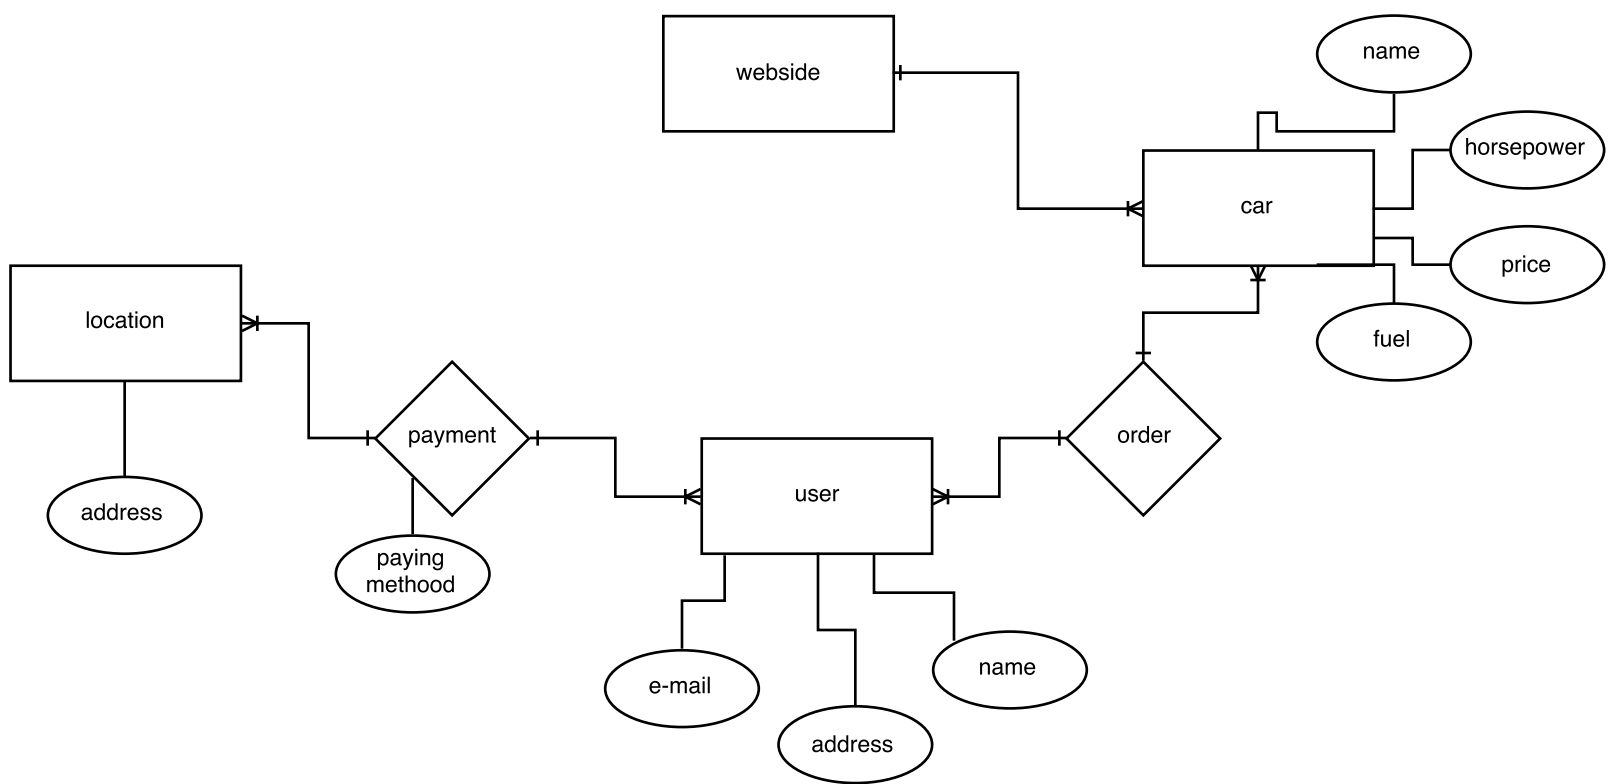 webside
name
horsepower
car
price
fuel
location
payment
order
user
address
paying
methood
e-mail
name
address